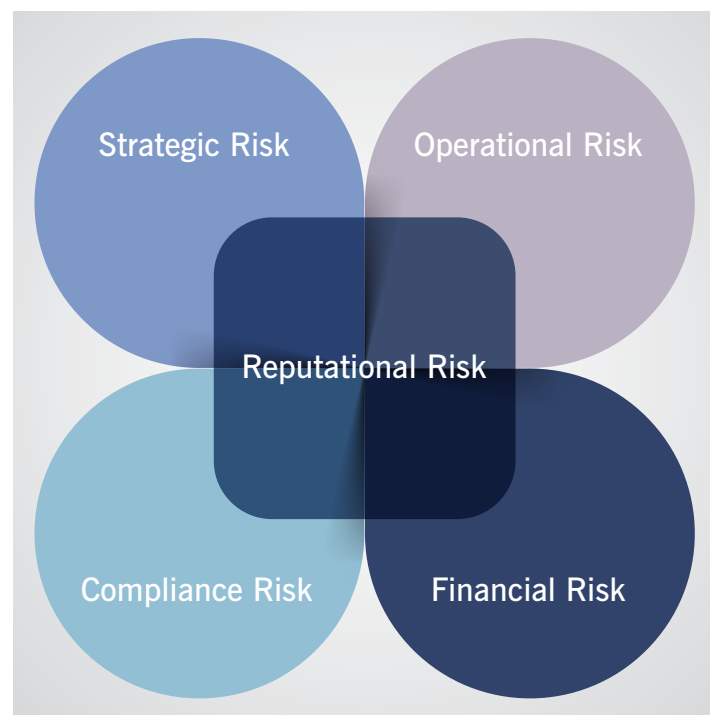 Strategic Risk
Operational Risk
Reputational Risk
Compliance Risk
Financial Risk